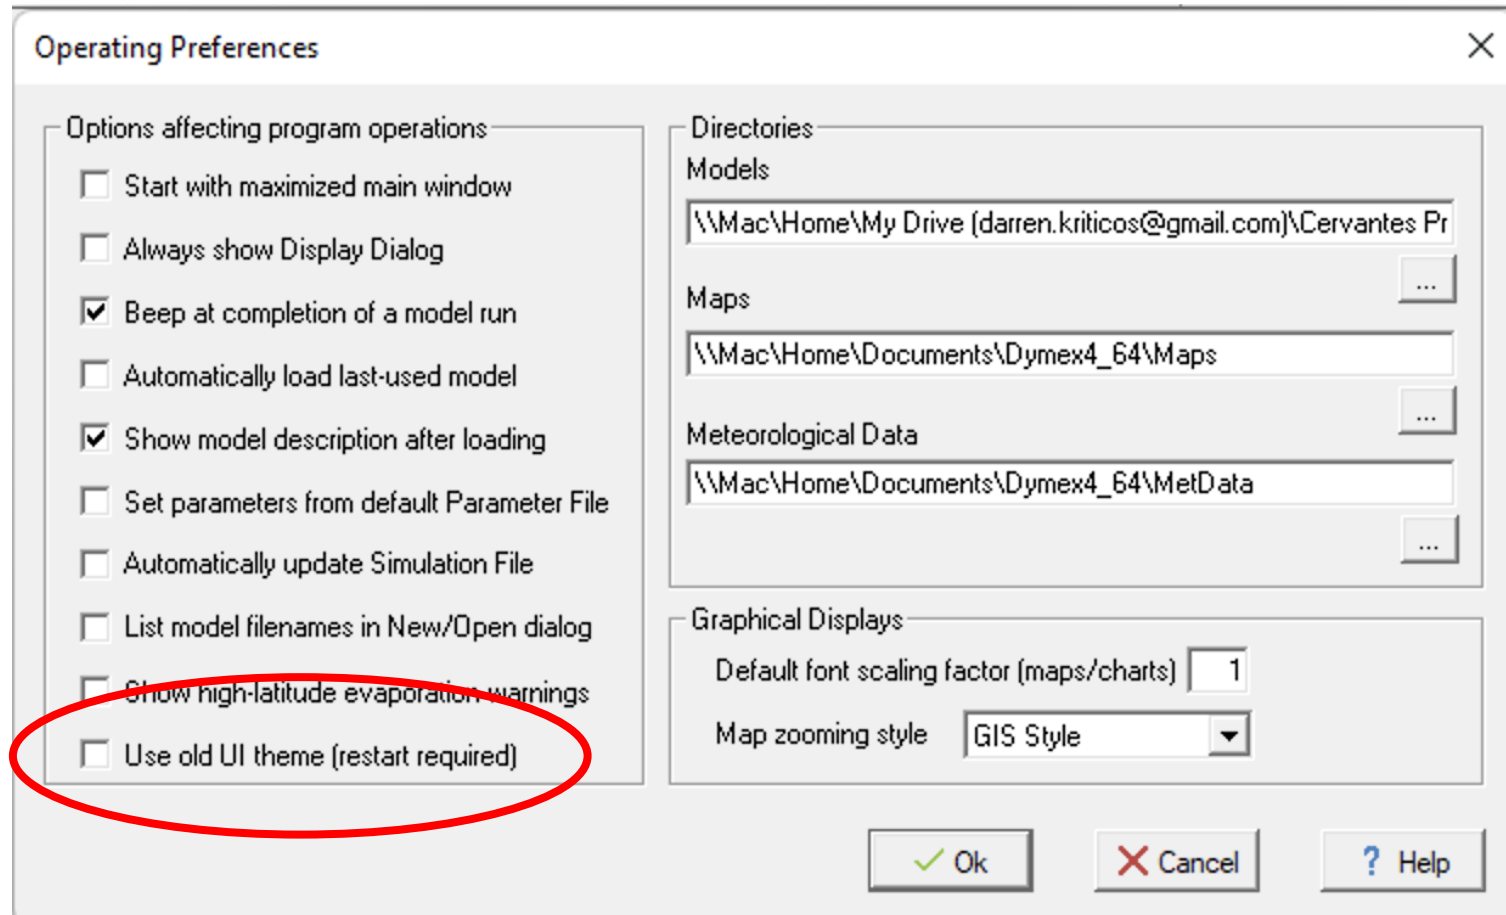 Operating Preferences
Options affecting program operations
Start with maximized main window
Always show Display Dialog
Beep at completion of a model run
Automatically load last-used model
Show model description after loading
Set parameters from default Parameter File
Automatically update Simulation File
List model filenames in New/Open dialog
Show high-latitude evaporation warnings
Use old UI theme (restart required)
Directories
Models
\\Mac\Home\My Drive (darren.kriticos@gmail.com)\Cervantes Pr
...
Maps
\\Mac\Home\Documents\Dymex4_64\Maps
...
Meteorological Data
\\Mac\Home\Documents\Dymex4_64\MetData
...
Graphical Displays
Default font scaling factor (maps/charts) 1
Map zooming style GIS Style
Ok Cancel ? Help